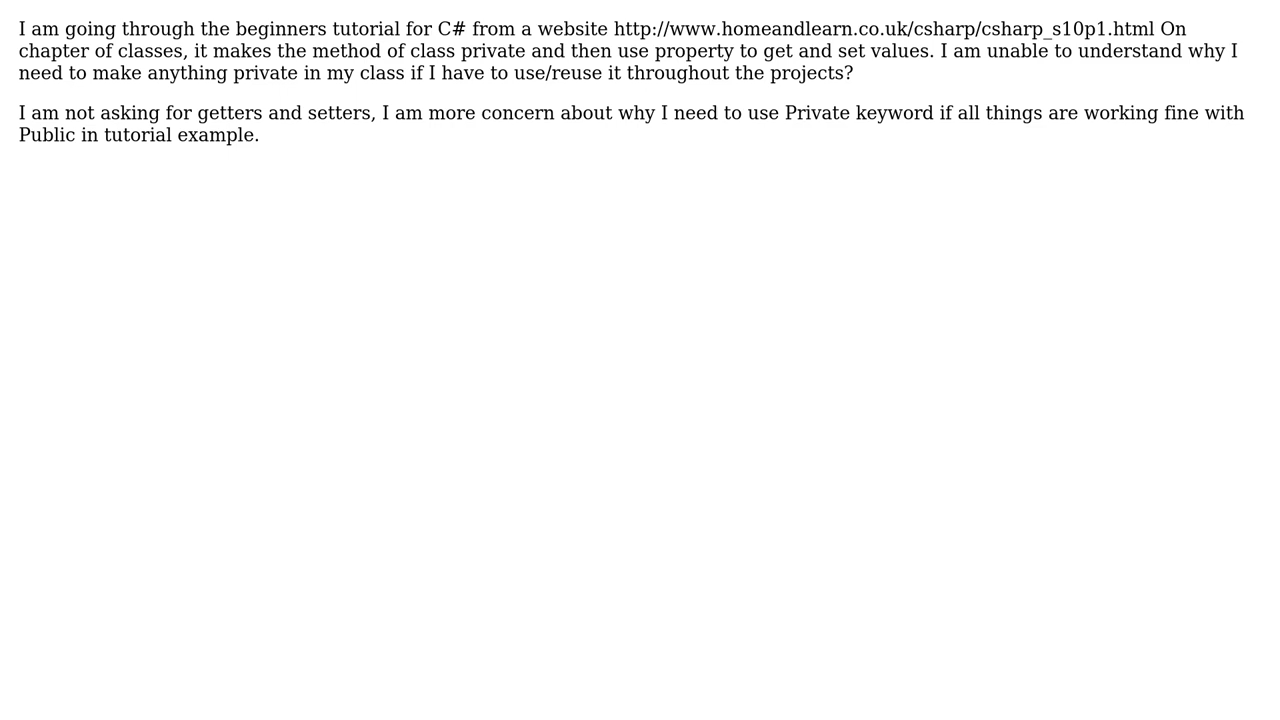 I am going through the beginners tutorial for C# from a website http://www.homeandlearn.co.uk/csharp/csharp_s10p1.html On
chapter of classes, it makes the method of class private and then use property to get and set values. I am unable to understand why I
need to make anything private in my class if I have to use/reuse it throughout the projects?
I am not asking for getters and setters, I am more concern about why I need to use Private keyword if all things are working fine with
Public in tutorial example.